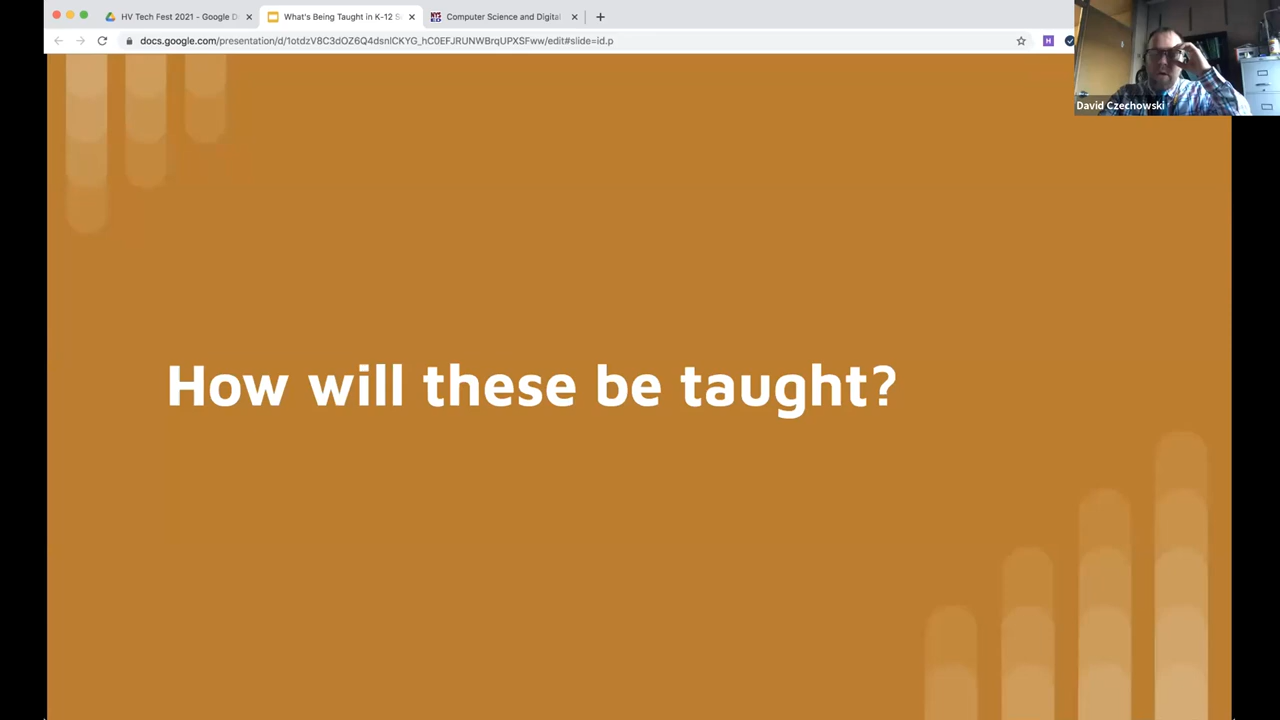 HV Tech Fest 2021 - Google D
What's Being Taught in K-12 S
Computer Science and Digital
docs.google.com/presentation/d/1otdzV8C3dOZ6Q4dsnlCKYG_hC0EFJRUNWBrqUPXSFww/edit#slide=id.p
H
David Czechowski
How will these be taught?